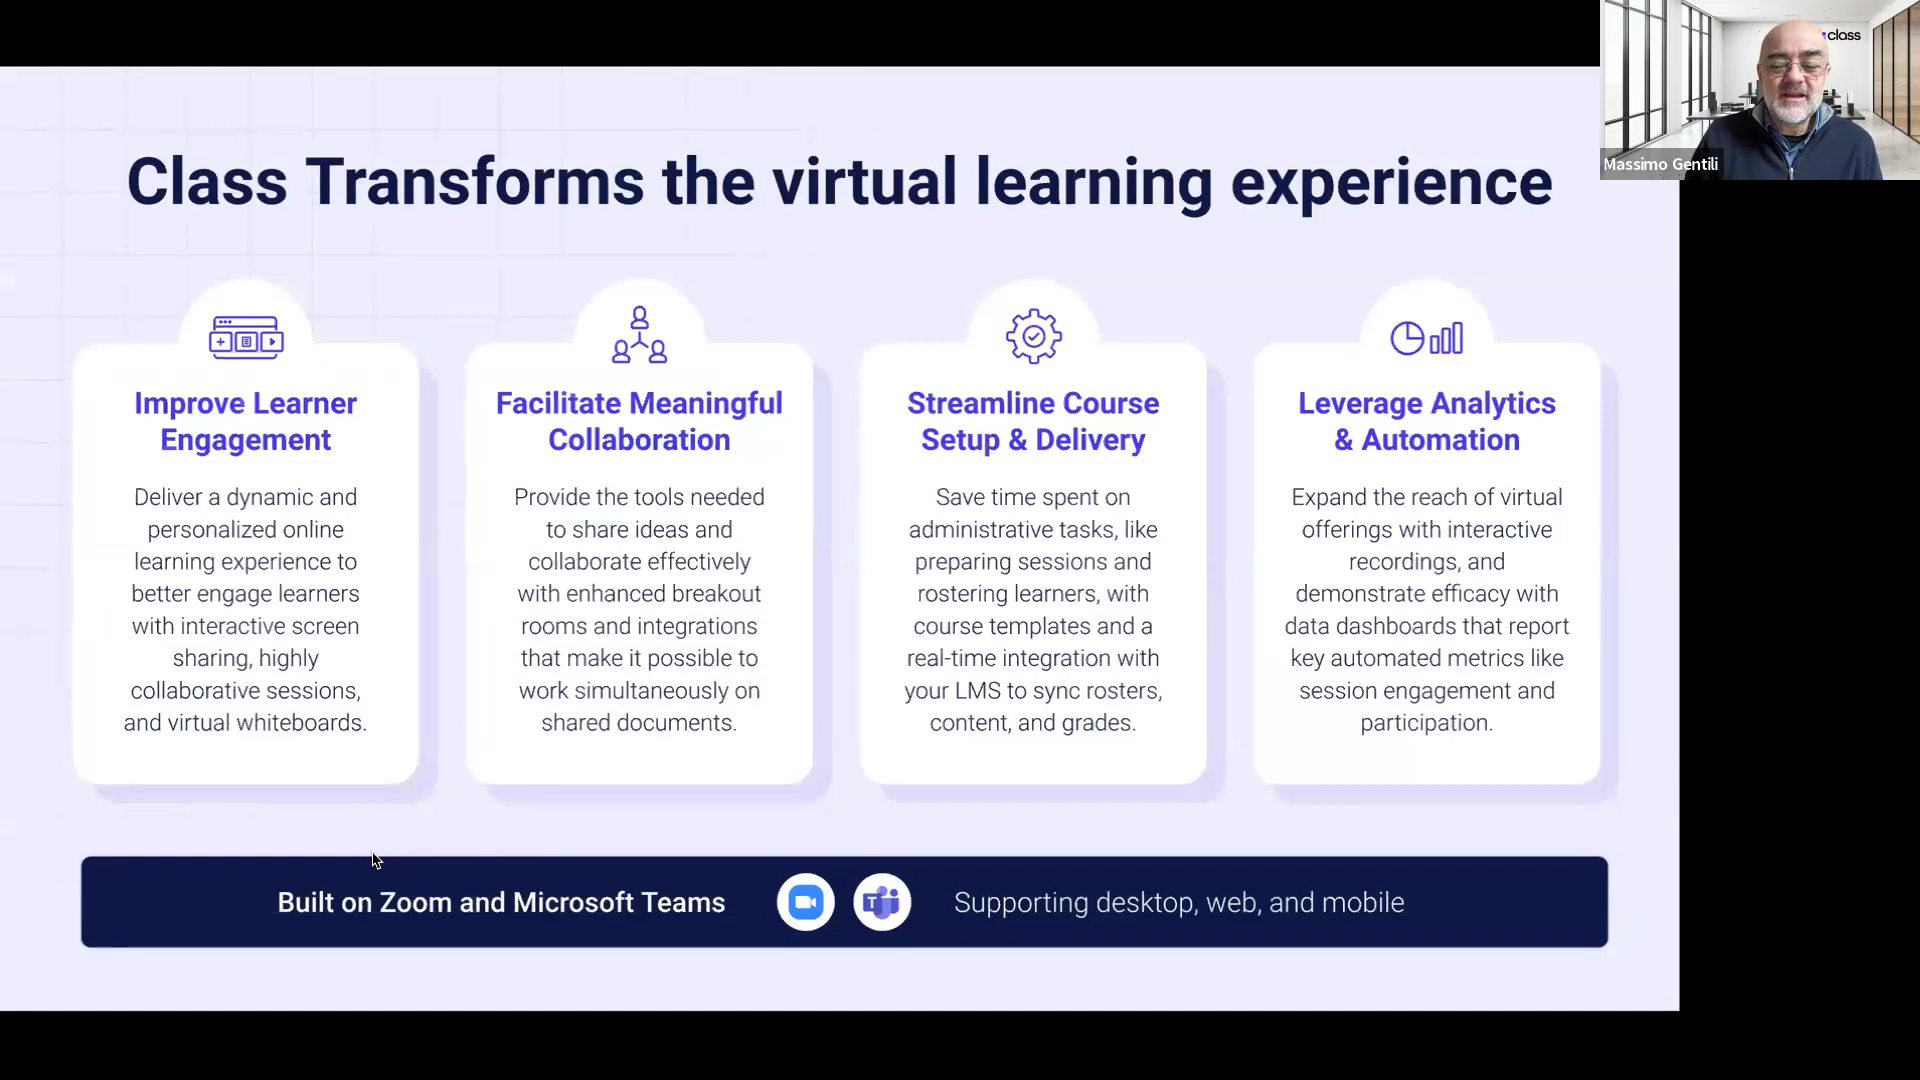 class
Massimo Gentili
Class Transforms the virtual learning experience
Improve Learner
Engagement
Deliver a dynamic and
personalized online
learning experience to
better engage learners
with interactive screen
sharing, highly
collaborative sessions,
and virtual whiteboards.
Facilitate Meaningful
Collaboration
Provide the tools needed
to share ideas and
collaborate effectively
with enhanced breakout
rooms and integrations
that make it possible to
work simultaneously on
shared documents.
Streamline Course
Setup & Delivery
Save time spent on
administrative tasks, like
preparing sessions and
rostering learners, with
course templates and a
real-time integration with
your LMS to sync rosters,
content, and grades.
Leverage Analytics
& Automation
Expand the reach of virtual
offerings with interactive
recordings, and
demonstrate efficacy with
data dashboards that report
key automated metrics like
session engagement and
participation.
Built on Zoom and Microsoft Teams
T
Supporting desktop, web, and mobile